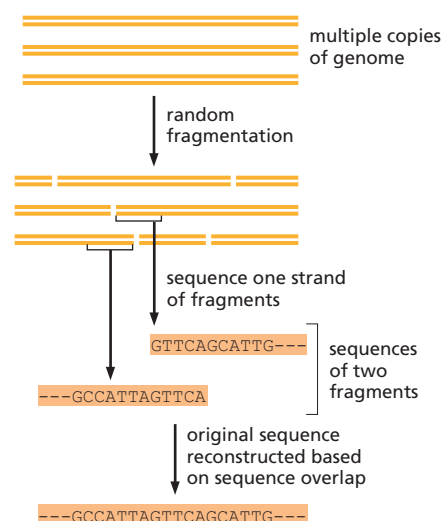 multiple copies
of genome
random
fragmentation
sequence one strand
of fragments
GTTCAGCATTG---
sequences
of two
fragments
---GCCATTAGTTCA
original sequence
reconstructed based
on sequence overlap
---GCCATTAGTTCAGCATTG---